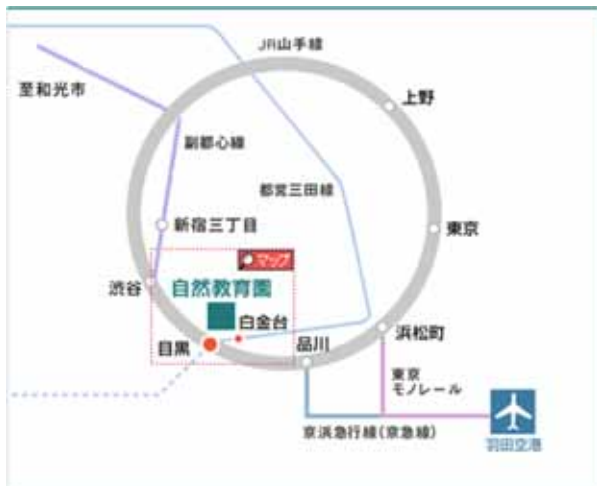 JR山手線
至和光市
上野
副都心線
都営三田線
新宿三丁目
東京
マップ
渋谷
自然教育園
白金台
浜松町
目黒
品川
東京
モノレール
京浜急行線(京急線)
羽田空港